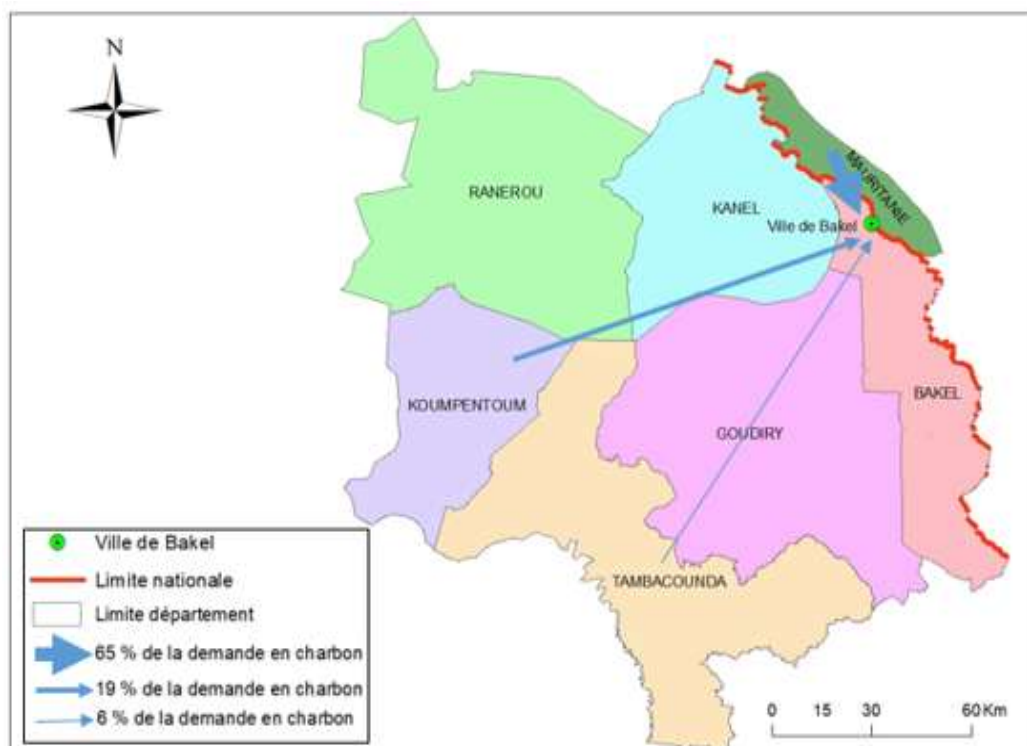 N
RANEROU
KANEL
MAURITANIE
Ville de Bakel
KOUMPENTOUM
BAKEL
GOUDIRY
TAMBACOUNDA
Ville de Bakel
Limite nationale
Limite département
65 % de la demande en charbon
19 % de la demande en charbon
6 % de la demande en charbon
0 15 30 60 Km